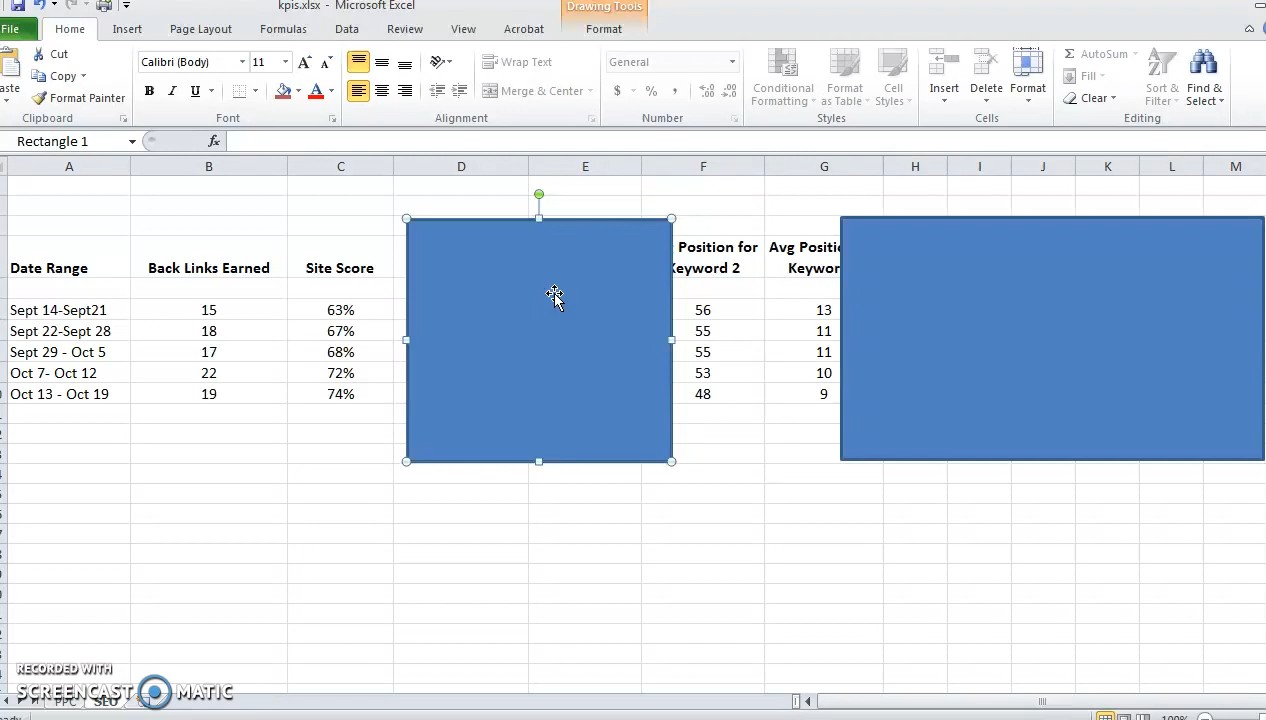 kpis.xlsx - Microsoft Excel
Drawing Tools
File Home Insert Page Layout Formulas Data Review View Acrobat Format
Cut
Copy
Format Painter
Clipboard
Calibri (Body) 11
B I U
Font
Wrap Text
Merge & Center
Alignment
General
$ % ,
Number
Conditional Formatting
Format as Table
Cell Styles
Styles
Insert Delete Format
Cells
AutoSum
Fill
Clear
Sort & Filter
Find & Select
Editing
Rectangle 1 fx
A B C D E F G H I J K L M
Position for
Avg
Date Range Back Links Earned Site Score Keyword 2
Sept 14-Sept21 15 63% 56 13
Sept 22-Sept 28 18 67% 55 11
Sept 29 - Oct 5 17 68% 55 11
Oct 7- Oct 12 22 72% 53 10
Oct 13 - Oct 19 19 74% 48 9
RECORDED WITH
SCREENCAST MATIC
PPC SEO
100%